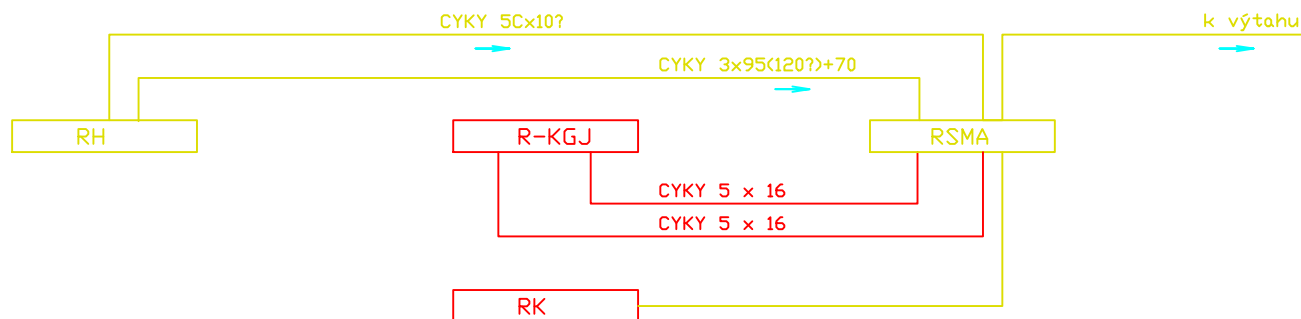 CYKY 5Cx10?
k výtahu
CYKY 3x95(120?)+70
RH
R-KGJ
RSMA
CYKY 5 x 16
CYKY 5 x 16
RK